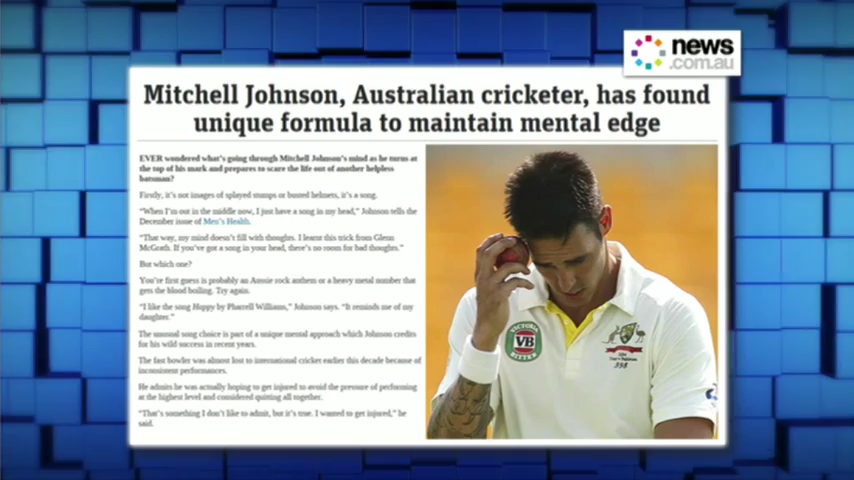 news
.com.au
Mitchell Johnson, Australian cricketer, has found
unique formula to maintain mental edge
EVER wondered what's going through Mitchell Johnson's mind as he turns at
the top of his mark and prepares to scare the life out of another helpless
batsman?
Firstly, it's not images of splayed stumps or busted helmets, it's a song.
"When I'm out in the middle now, I just have a song in my head," Johnson tells the
December issue of Men's Health.
"That way, my mind doesn't fill with thoughts. I learnt this trick from Glenn
McGrath. If you've got a song in your head, there's no room for bad thoughts."
But which one?
You're first guess is probably an Aussie rock anthem or a heavy metal number that
gets the blood boiling. Try again.
"I like the song Happy by Pharrell Williams," Johnson says. "It reminds me of my
daughter."
The unusual song choice is part of a unique mental approach which Johnson credits
for his wild success in recent years.
The fast bowler was almost lost to international cricket earlier this decade because of
inconsistent performances.
He admits he was actually hoping to get injured to avoid the pressure of performing
at the highest level and considered quitting all together.
"That's something I don't like to admit, but it's true. I wanted to get injured," he
said.
VICTORIA
VB
BITTER